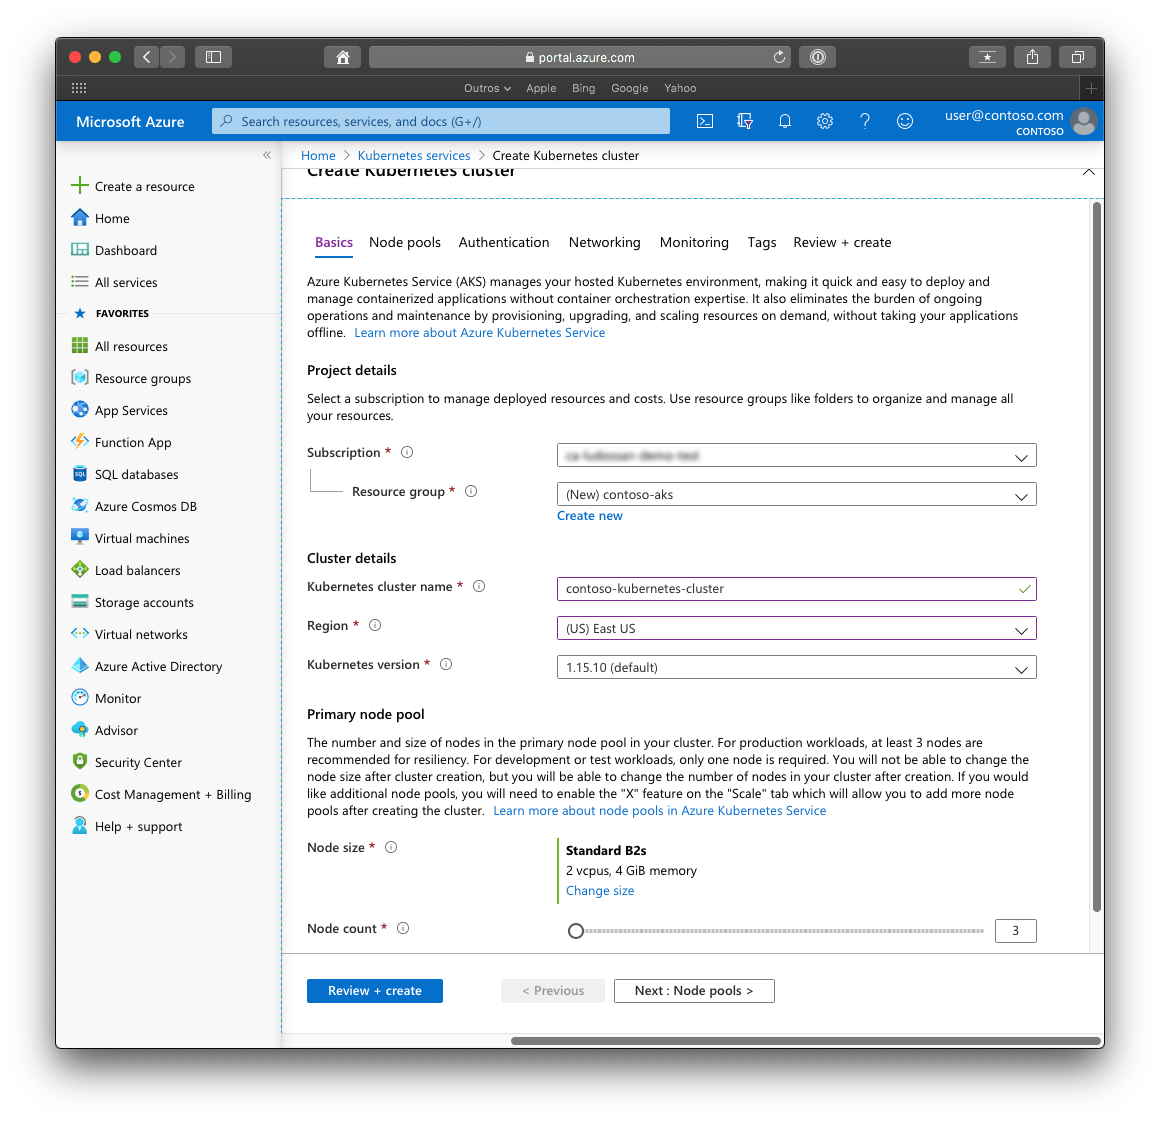 portal.azure.com
Outros Apple Bing Google Yahoo
Microsoft Azure
Search resources, services, and docs (G+/)
user@contoso.com
CONTOSO
Home > Kubernetes services > Create Kubernetes cluster
Create Kubernetes cluster
Create a resource
Home
Dashboard
All services
FAVORITES
All resources
Resource groups
App Services
Function App
SQL databases
Azure Cosmos DB
Virtual machines
Load balancers
Storage accounts
Virtual networks
Azure Active Directory
Monitor
Advisor
Security Center
Cost Management + Billing
Help + support
Basics Node pools Authentication Networking Monitoring Tags Review + create
Azure Kubernetes Service (AKS) manages your hosted Kubernetes environment, making it quick and easy to deploy and
manage containerized applications without container orchestration expertise. It also eliminates the burden of ongoing
operations and maintenance by provisioning, upgrading, and scaling resources on demand, without taking your applications
offline. Learn more about Azure Kubernetes Service
Project details
Select a subscription to manage deployed resources and costs. Use resource groups like folders to organize and manage all
your resources.
Subscription *
Resource group * (New) contoso-aks
Create new
Cluster details
Kubernetes cluster name * contoso-kubernetes-cluster
Region * (US) East US
Kubernetes version * 1.15.10 (default)
Primary node pool
The number and size of nodes in the primary node pool in your cluster. For production workloads, at least 3 nodes are
recommended for resiliency. For development or test workloads, only one node is required. You will not be able to change the
node size after cluster creation, but you will be able to change the number of nodes in your cluster after creation. If you would
like additional node pools, you will need to enable the "X" feature on the "Scale" tab which will allow you to add more node
pools after creating the cluster. Learn more about node pools in Azure Kubernetes Service
Node size * Standard B2s
2 vcpus, 4 GiB memory
Change size
Node count * 3
Review + create < Previous Next : Node pools >